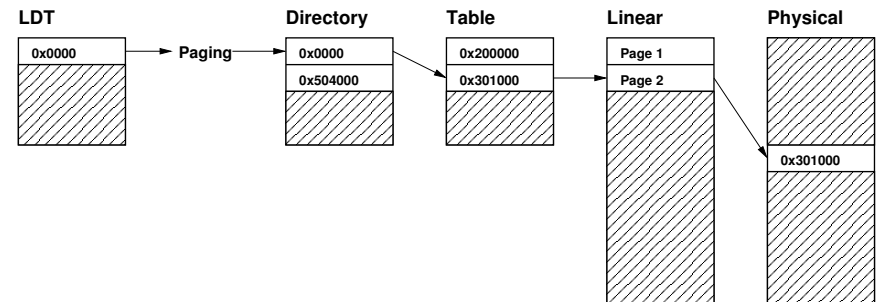 LDT
Directory
Table
Linear
Physical
0x0000
Paging
0x0000
0x200000
Page 1
0x504000
0x301000
Page 2
0x301000